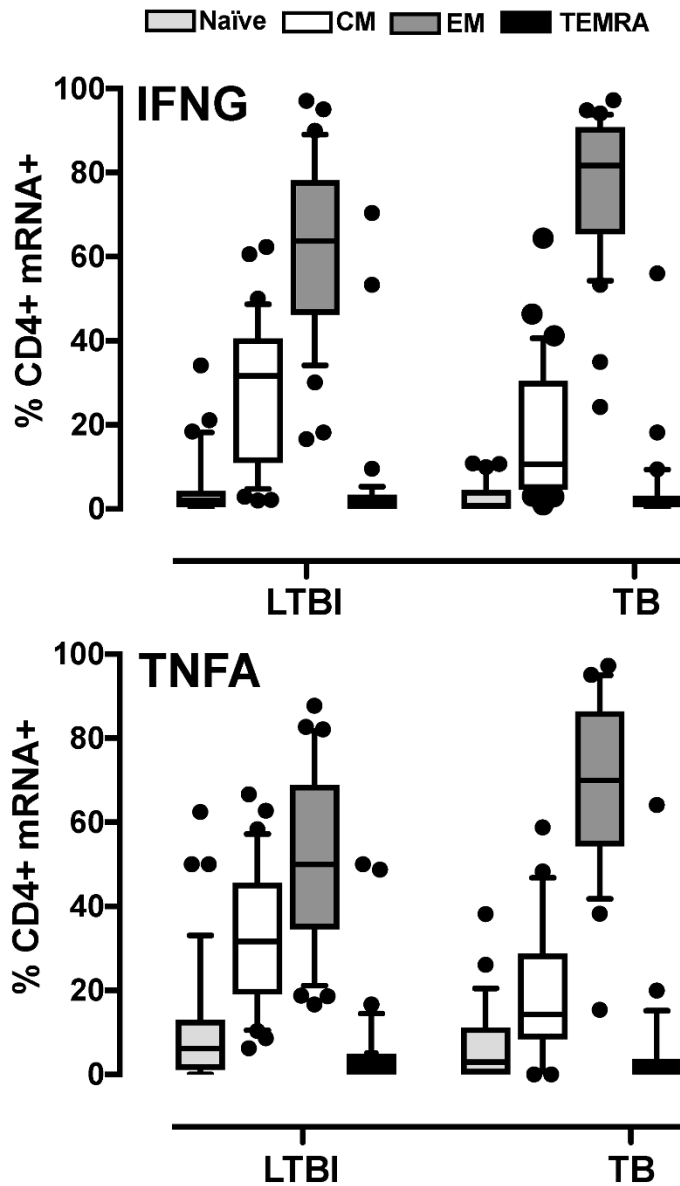 Naïve CM EM TEMRA
IFNG
% CD4+ mRNA+
100
80
60
40
20
0
LTBI TB
TNFA
% CD4+ mRNA+
100
80
60
40
20
0
LTBI TB